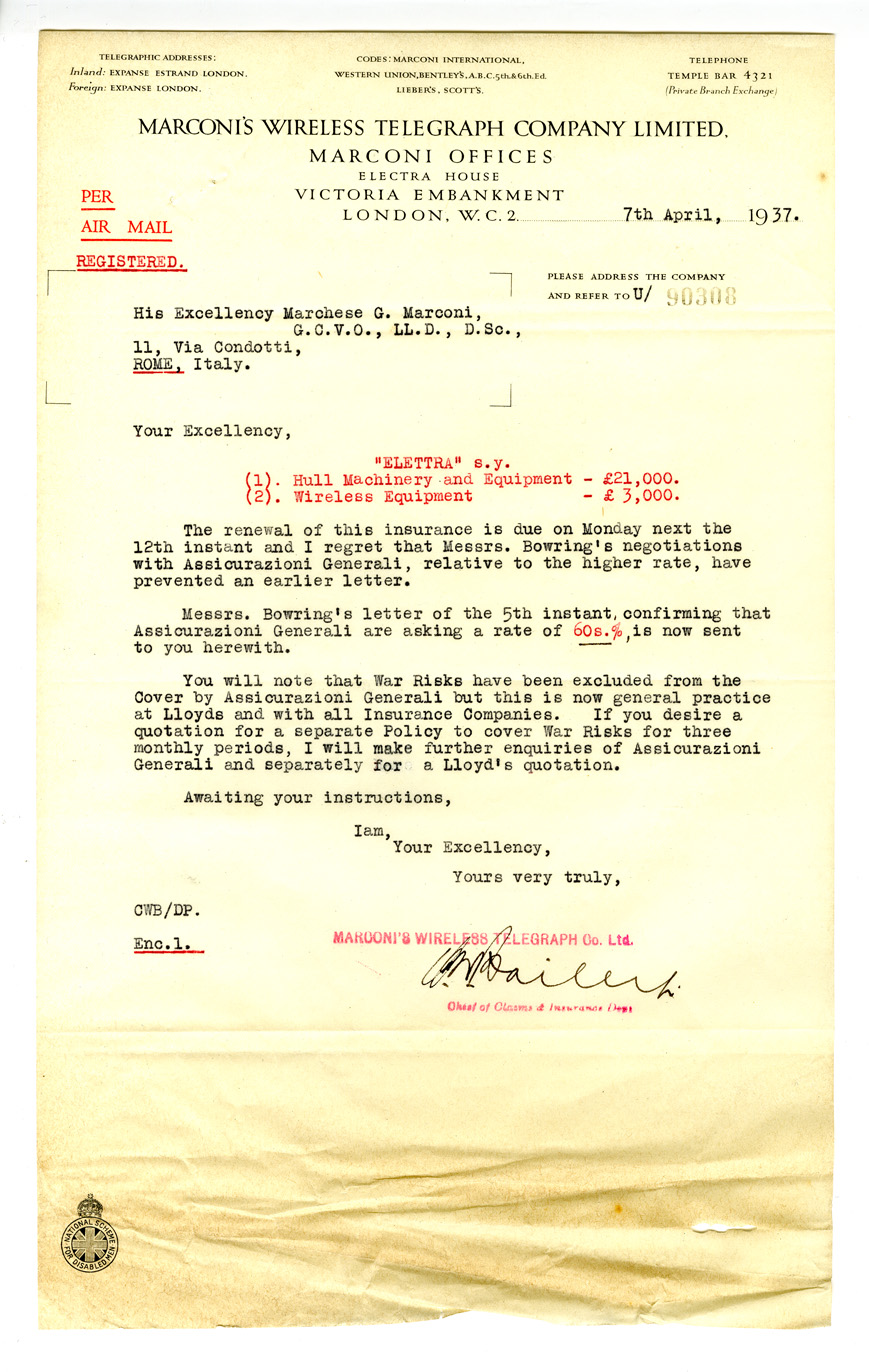 TELEGRAPHIC ADDRESSES:
Inland: EXPANSE ESTRAND LONDON.
Foreign: EXPANSE LONDON.
CODES: MARCONI INTERNATIONAL,
WESTERN UNION, BENTLEY'S, A.B.C. 5th. & 6th. Ed.
LIEBER'S, SCOTT'S.
TELEPHONE
TEMPLE BAR 4321
(Private Branch Exchange)
MARCONI'S WIRELESS TELEGRAPH COMPANY LIMITED.
MARCONI OFFICES
ELECTRA HOUSE
VICTORIA EMBANKMENT
LONDON, W.C. 2. 7th April, 1937.
PER
AIR MAIL
REGISTERED.
PLEASE ADDRESS THE COMPANY
AND REFER TO U/ 90308
His Excellency Marchese G. Marconi,
G.C.V.O., LL.D., D.Sc.,
11, Via Condotti,
ROME, Italy.
Your Excellency,
"ELETTRA" s.y.
(1). Hull Machinery and Equipment - £21,000.
(2). Wireless Equipment - £ 3,000.
The renewal of this insurance is due on Monday next the
12th instant and I regret that Messrs. Bowring's negotiations
with Assicurazioni Generali, relative to the higher rate, have
prevented an earlier letter.
Messrs. Bowring's letter of the 5th instant, confirming that
Assicurazioni Generali are asking a rate of 60s.%, is now sent
to you herewith.
You will note that War Risks have been excluded from the
Cover by Assicurazioni Generali but this is now general practice
at Lloyds and with all Insurance Companies. If you desire a
quotation for a separate Policy to cover War Risks for three
monthly periods, I will make further enquiries of Assicurazioni
Generali and separately for a Lloyd's quotation.
Awaiting your instructions,
Iam,
Your Excellency,
Yours very truly,
CWB/DP.
Enc.1.
MARCONI'S WIRELESS TELEGRAPH Co. Ltd.
Chief of Claims & Insurance Dept
NATIONAL SCHEME
FOR DISABLED MEN